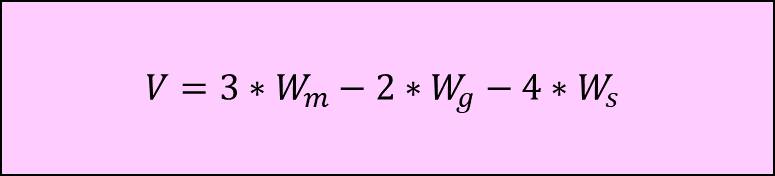 V = 3 * W_m − 2 * W_g − 4 * W_s